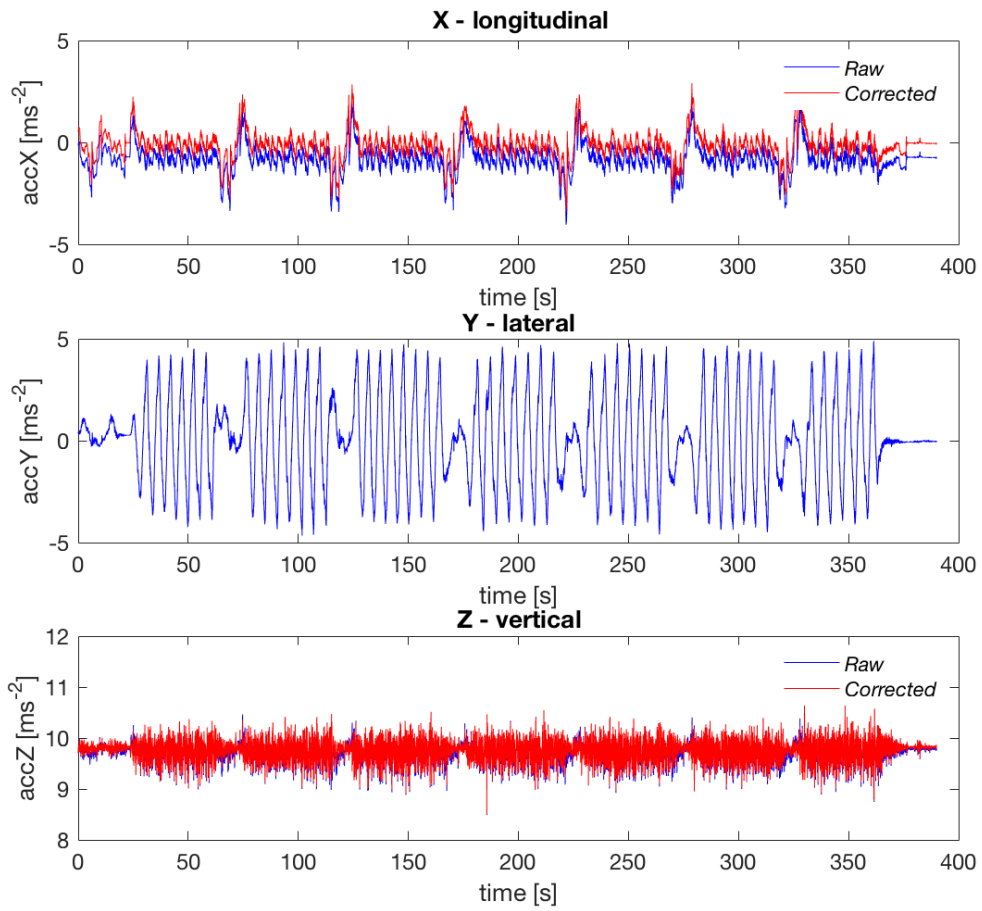 X - longitudinal
5
Raw
Corrected
accX [ms-2]
0
-5
0 50 100 150 200 250 300 350 400
time [s]
Y - lateral
5
accY [ms-2]
0
-5
0 50 100 150 200 250 300 350 400
time [s]
Z - vertical
12
Raw
11
Corrected
accZ [ms-2]
10
9
8
0 50 100 150 200 250 300 350 400
time [s]